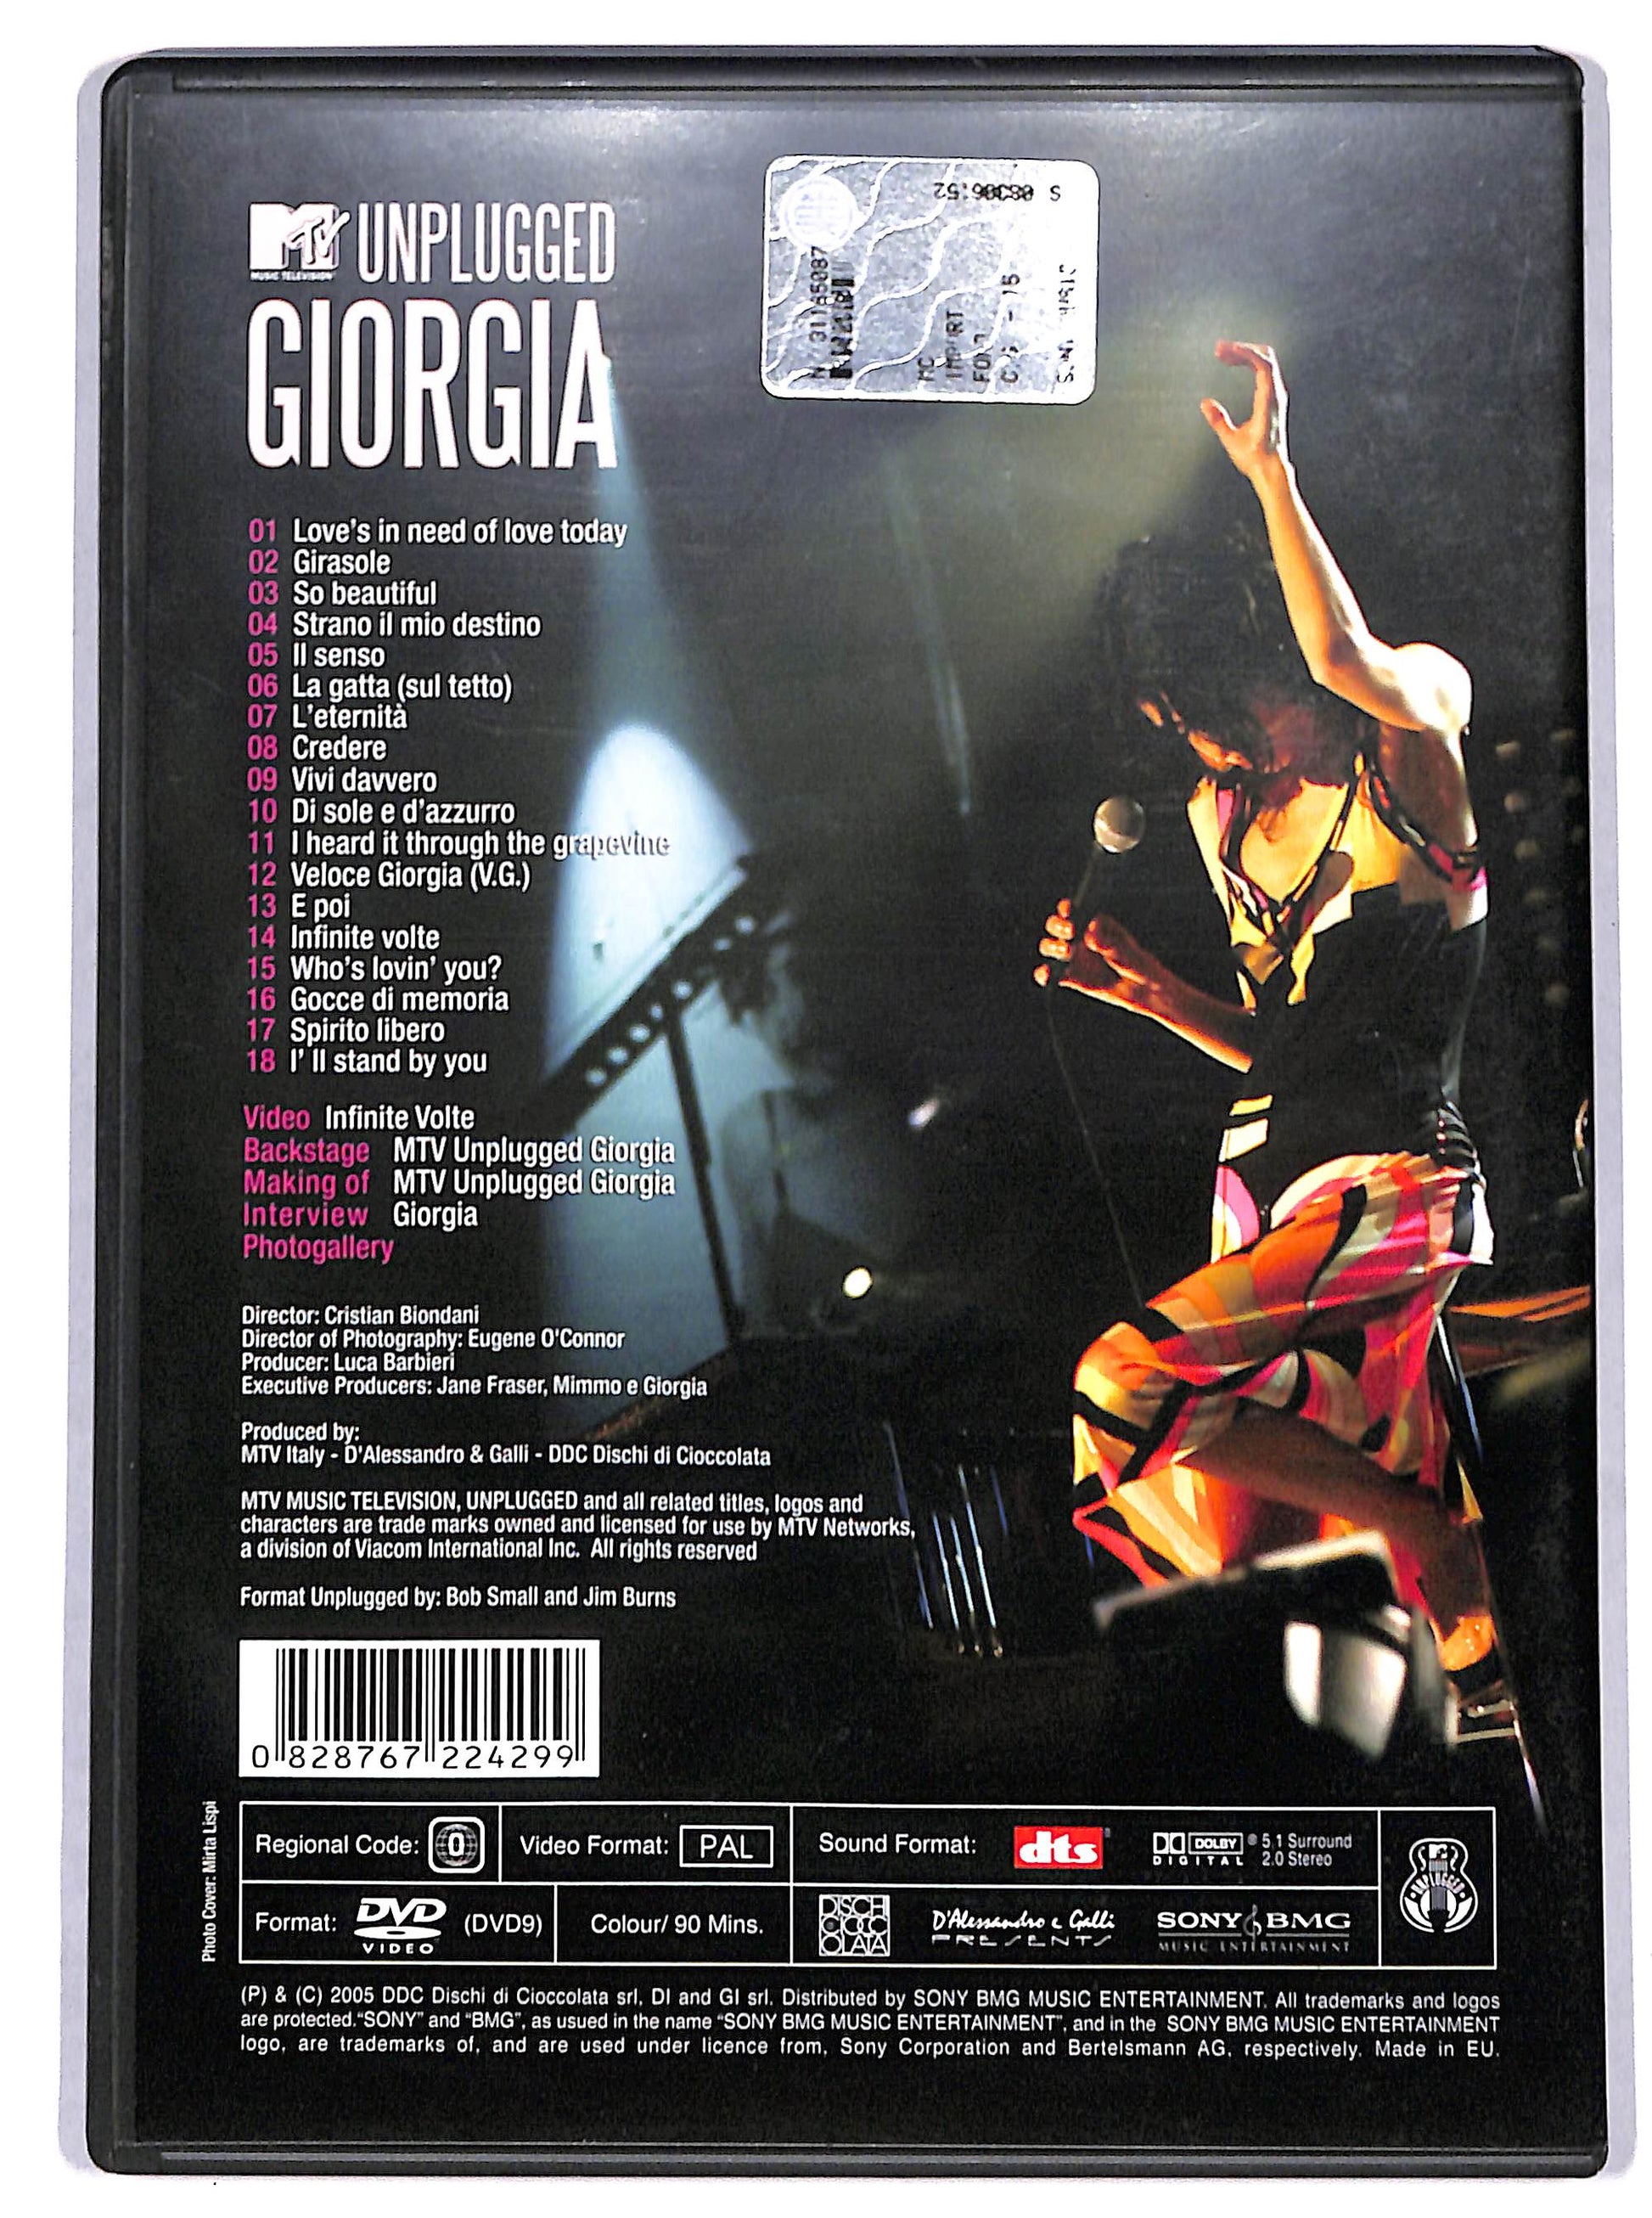 MTV
MUSIC TELEVISION
UNPLUGGED
GIORGIA
01 Love's in need of love today
02 Girasole
03 So beautiful
04 Strano il mio destino
05 Il senso
06 La gatta (sul tetto)
07 L'eternità
08 Credere
09 Vivi davvero
10 Di sole e d'azzurro
11 I heard it through the grapevine
12 Veloce Giorgia (V.G.)
13 E poi
14 Infinite volte
15 Who's lovin' you?
16 Gocce di memoria
17 Spirito libero
18 I' ll stand by you
Video Infinite Volte
Backstage MTV Unplugged Giorgia
Making of MTV Unplugged Giorgia
Interview Giorgia
Photogallery
Director: Cristian Biondani
Director of Photography: Eugene O'Connor
Producer: Luca Barbieri
Executive Producers: Jane Fraser, Mimmo e Giorgia
Produced by:
MTV Italy - D'Alessandro & Galli - DDC Dischi di Cioccolata
MTV MUSIC TELEVISION, UNPLUGGED and all related titles, logos and
characters are trade marks owned and licensed for use by MTV Networks,
a division of Viacom International Inc. All rights reserved
Format Unplugged by: Bob Small and Jim Burns
0 828767 224299
Photo Cover: Mirta Lispi
Regional Code: 0
Video Format: PAL
Sound Format: dts
DOLBY DIGITAL
5.1 Surround
2.0 Stereo
Format: DVD VIDEO (DVD9)
Colour/ 90 Mins.
DISCHI CIOCCOLATA
D'Alessandro e Galli
PRESENTS
SONY BMG
MUSIC ENTERTAINMENT
UNPLUGGED
(P) & (C) 2005 DDC Dischi di Cioccolata srl, DI and GI srl. Distributed by SONY BMG MUSIC ENTERTAINMENT. All trademarks and logos
are protected."SONY" and "BMG", as usued in the name "SONY BMG MUSIC ENTERTAINMENT", and in the SONY BMG MUSIC ENTERTAINMENT
logo, are trademarks of, and are used under licence from, Sony Corporation and Bertelsmann AG, respectively. Made in EU.